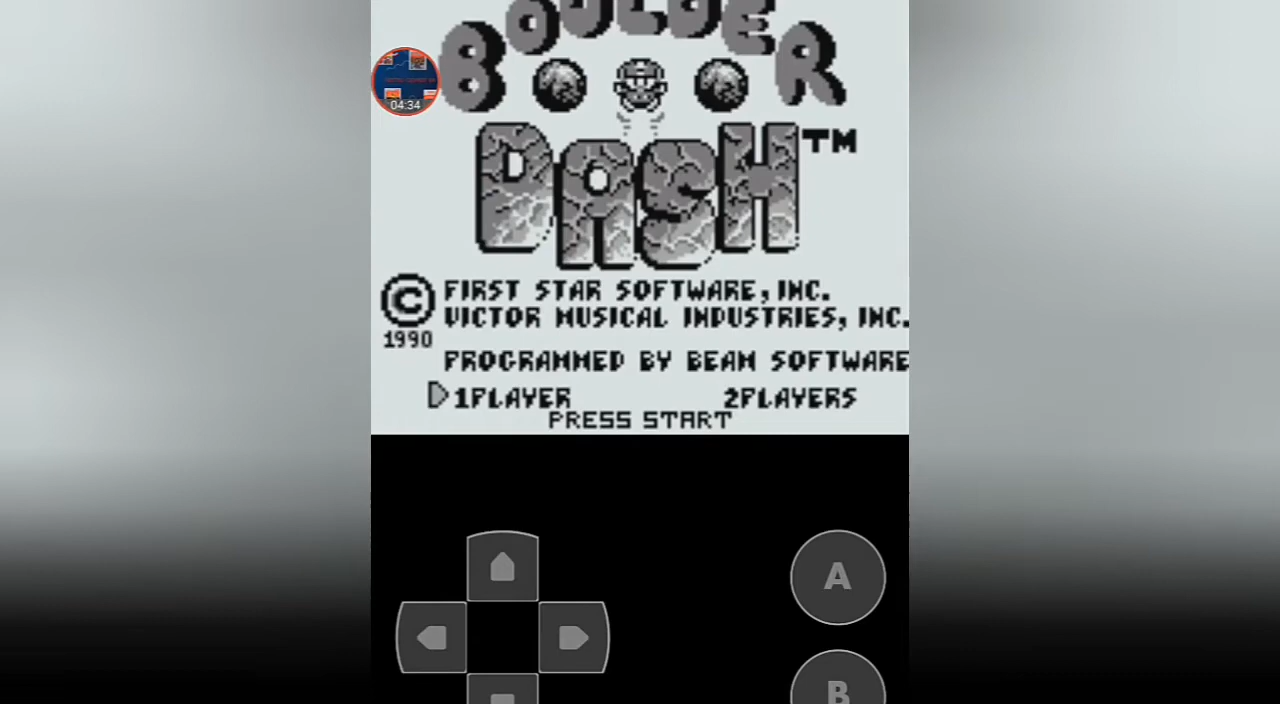 BOULDER
DASH™
04:34
© FIRST STAR SOFTWARE, INC.
VICTOR MUSICAL INDUSTRIES, INC.
1990
PROGRAMMED BY BEAM SOFTWARE
1PLAYER 2PLAYERS
PRESS START
A
B